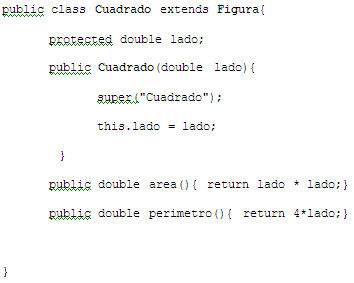 public class Cuadrado extends Figura{
protected double lado;
public Cuadrado(double lado){
super("Cuadrado");
this.lado = lado;
}
public double area(){ return lado * lado;}
public double perimetro(){ return 4*lado;}
}